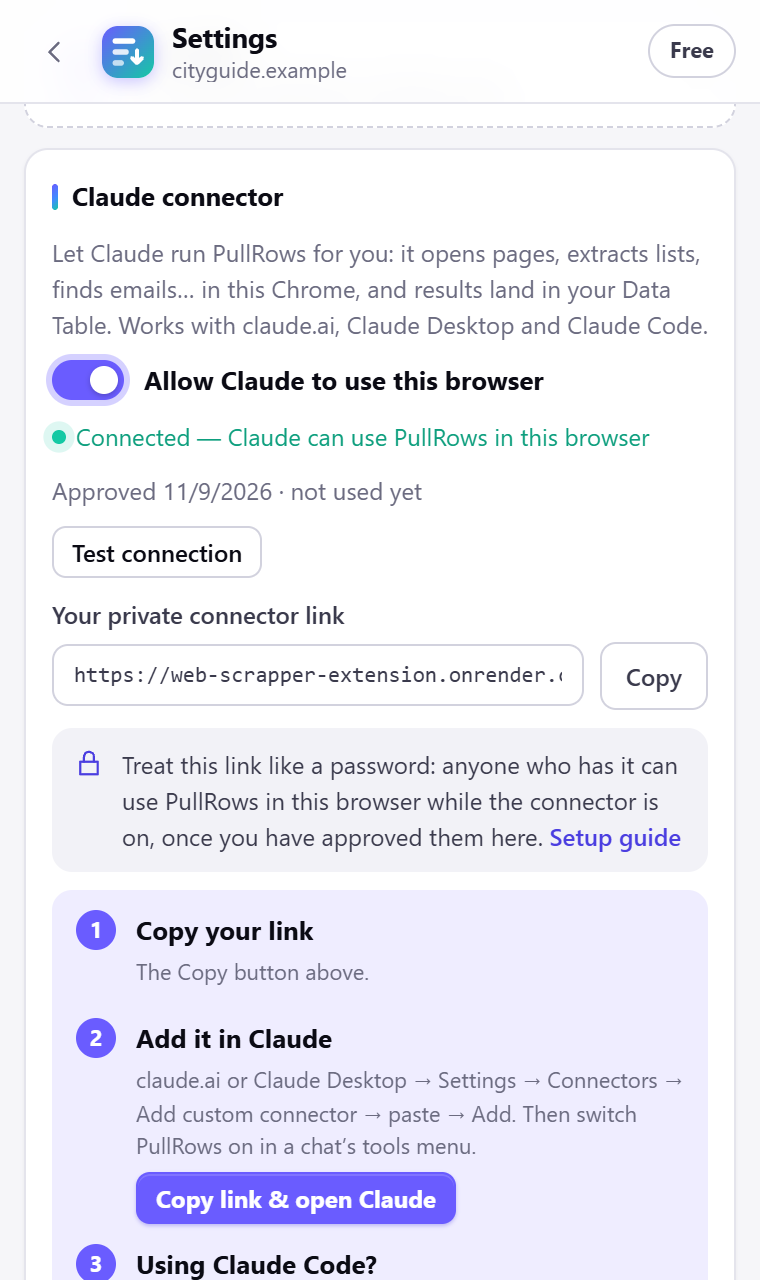 Settings
cityguide.example
Free
Claude connector
Let Claude run PullRows for you: it opens pages, extracts lists,
finds emails... in this Chrome, and results land in your Data
Table. Works with claude.ai, Claude Desktop and Claude Code.
Allow Claude to use this browser
Connected — Claude can use PullRows in this browser
Approved 11/9/2026 · not used yet
Test connection
Your private connector link
https://web-scrapper-extension.onrender.
Copy
Treat this link like a password: anyone who has it can
use PullRows in this browser while the connector is
on, once you have approved them here. Setup guide
1 Copy your link
The Copy button above.
2 Add it in Claude
claude.ai or Claude Desktop → Settings → Connectors →
Add custom connector → paste → Add. Then switch
PullRows on in a chat’s tools menu.
Copy link & open Claude
3 Using Claude Code?